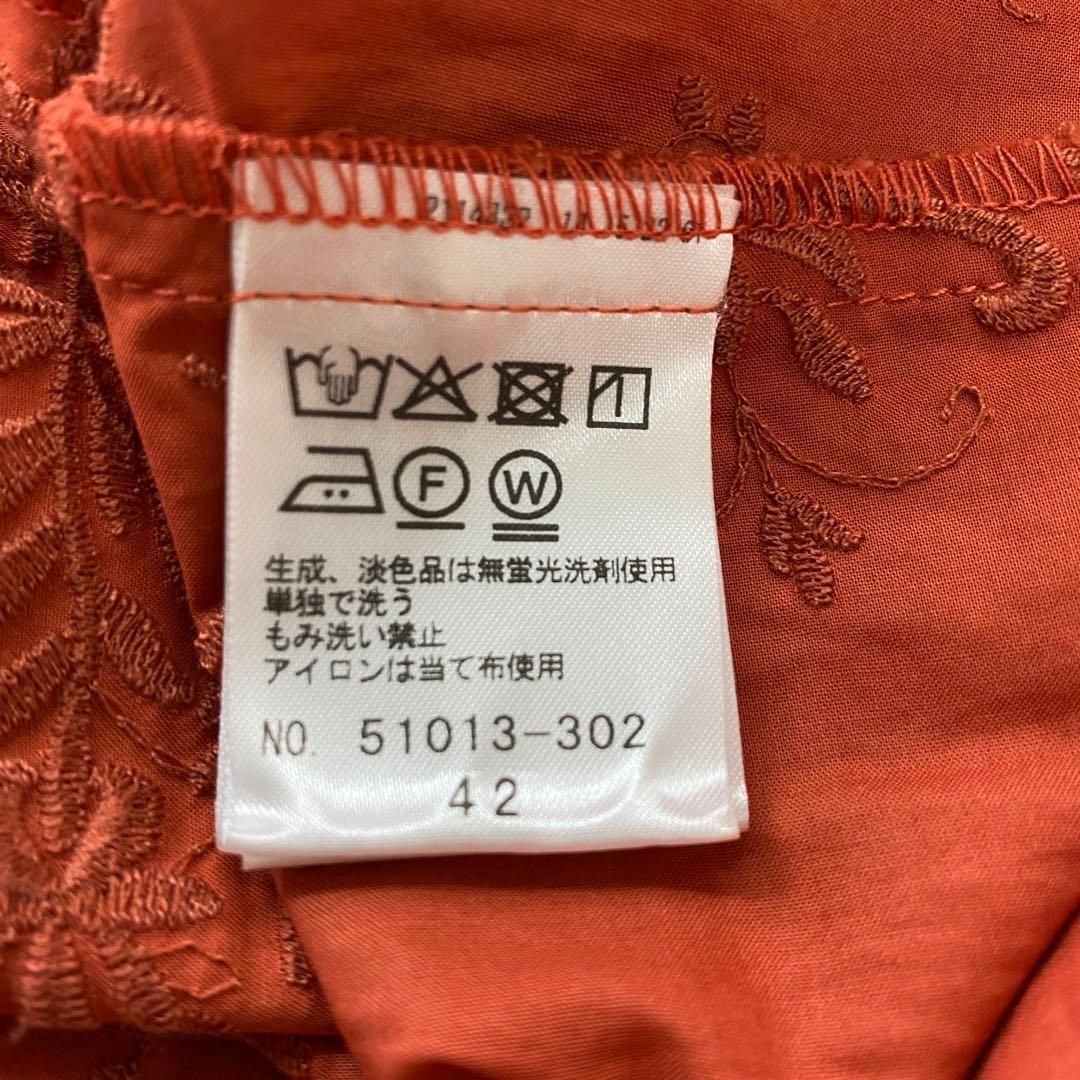 F W
生成、淡色品は無蛍光洗剤使用
単独で洗う
もみ洗い禁止
アイロンは当て布使用
NO. 51013-302
42